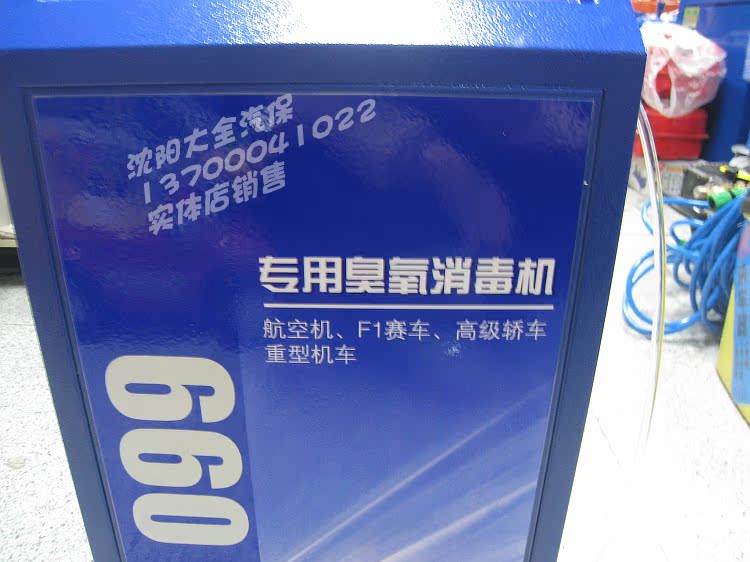 沈阳大全汽保
13700041022
实体店销售
专用臭氧消毒机
航空机、F1赛车、高级轿车
重型机车
660